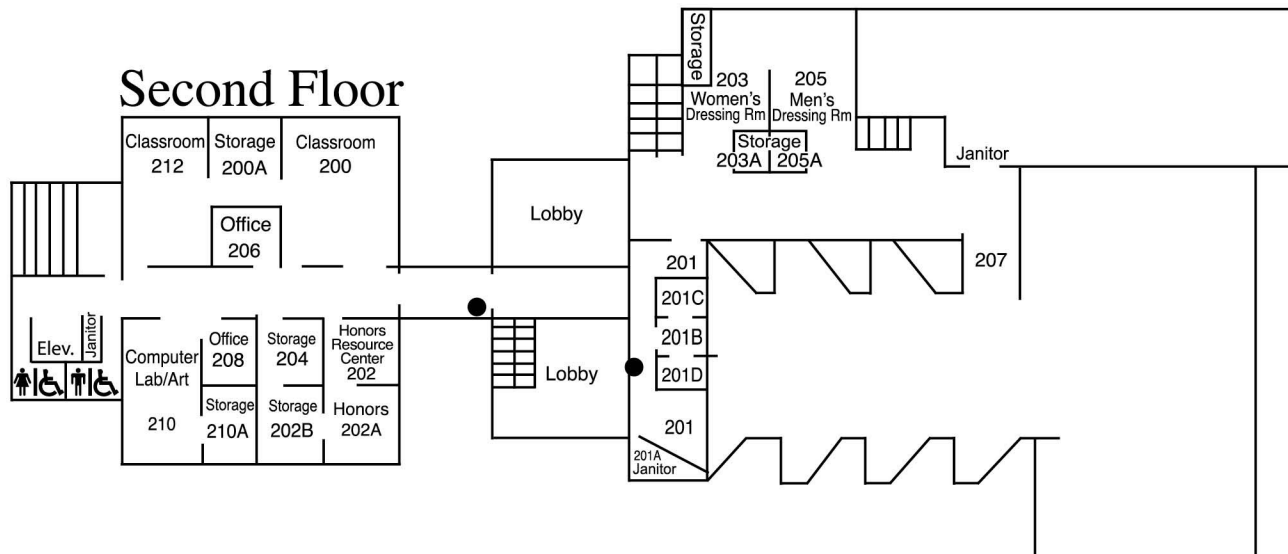 Second Floor
Storage
203
Women's
Dressing Rm
205
Men's
Dressing Rm
Storage
203A
205A
Janitor
Classroom
212
Storage
200A
Classroom
200
Office
206
Lobby
201
201C
201B
201D
201
201A
Janitor
207
Elev.
Janitor
Computer
Lab/Art
210
Office
208
Storage
204
Honors
Resource
Center
202
Storage
210A
Storage
202B
Honors
202A
Lobby